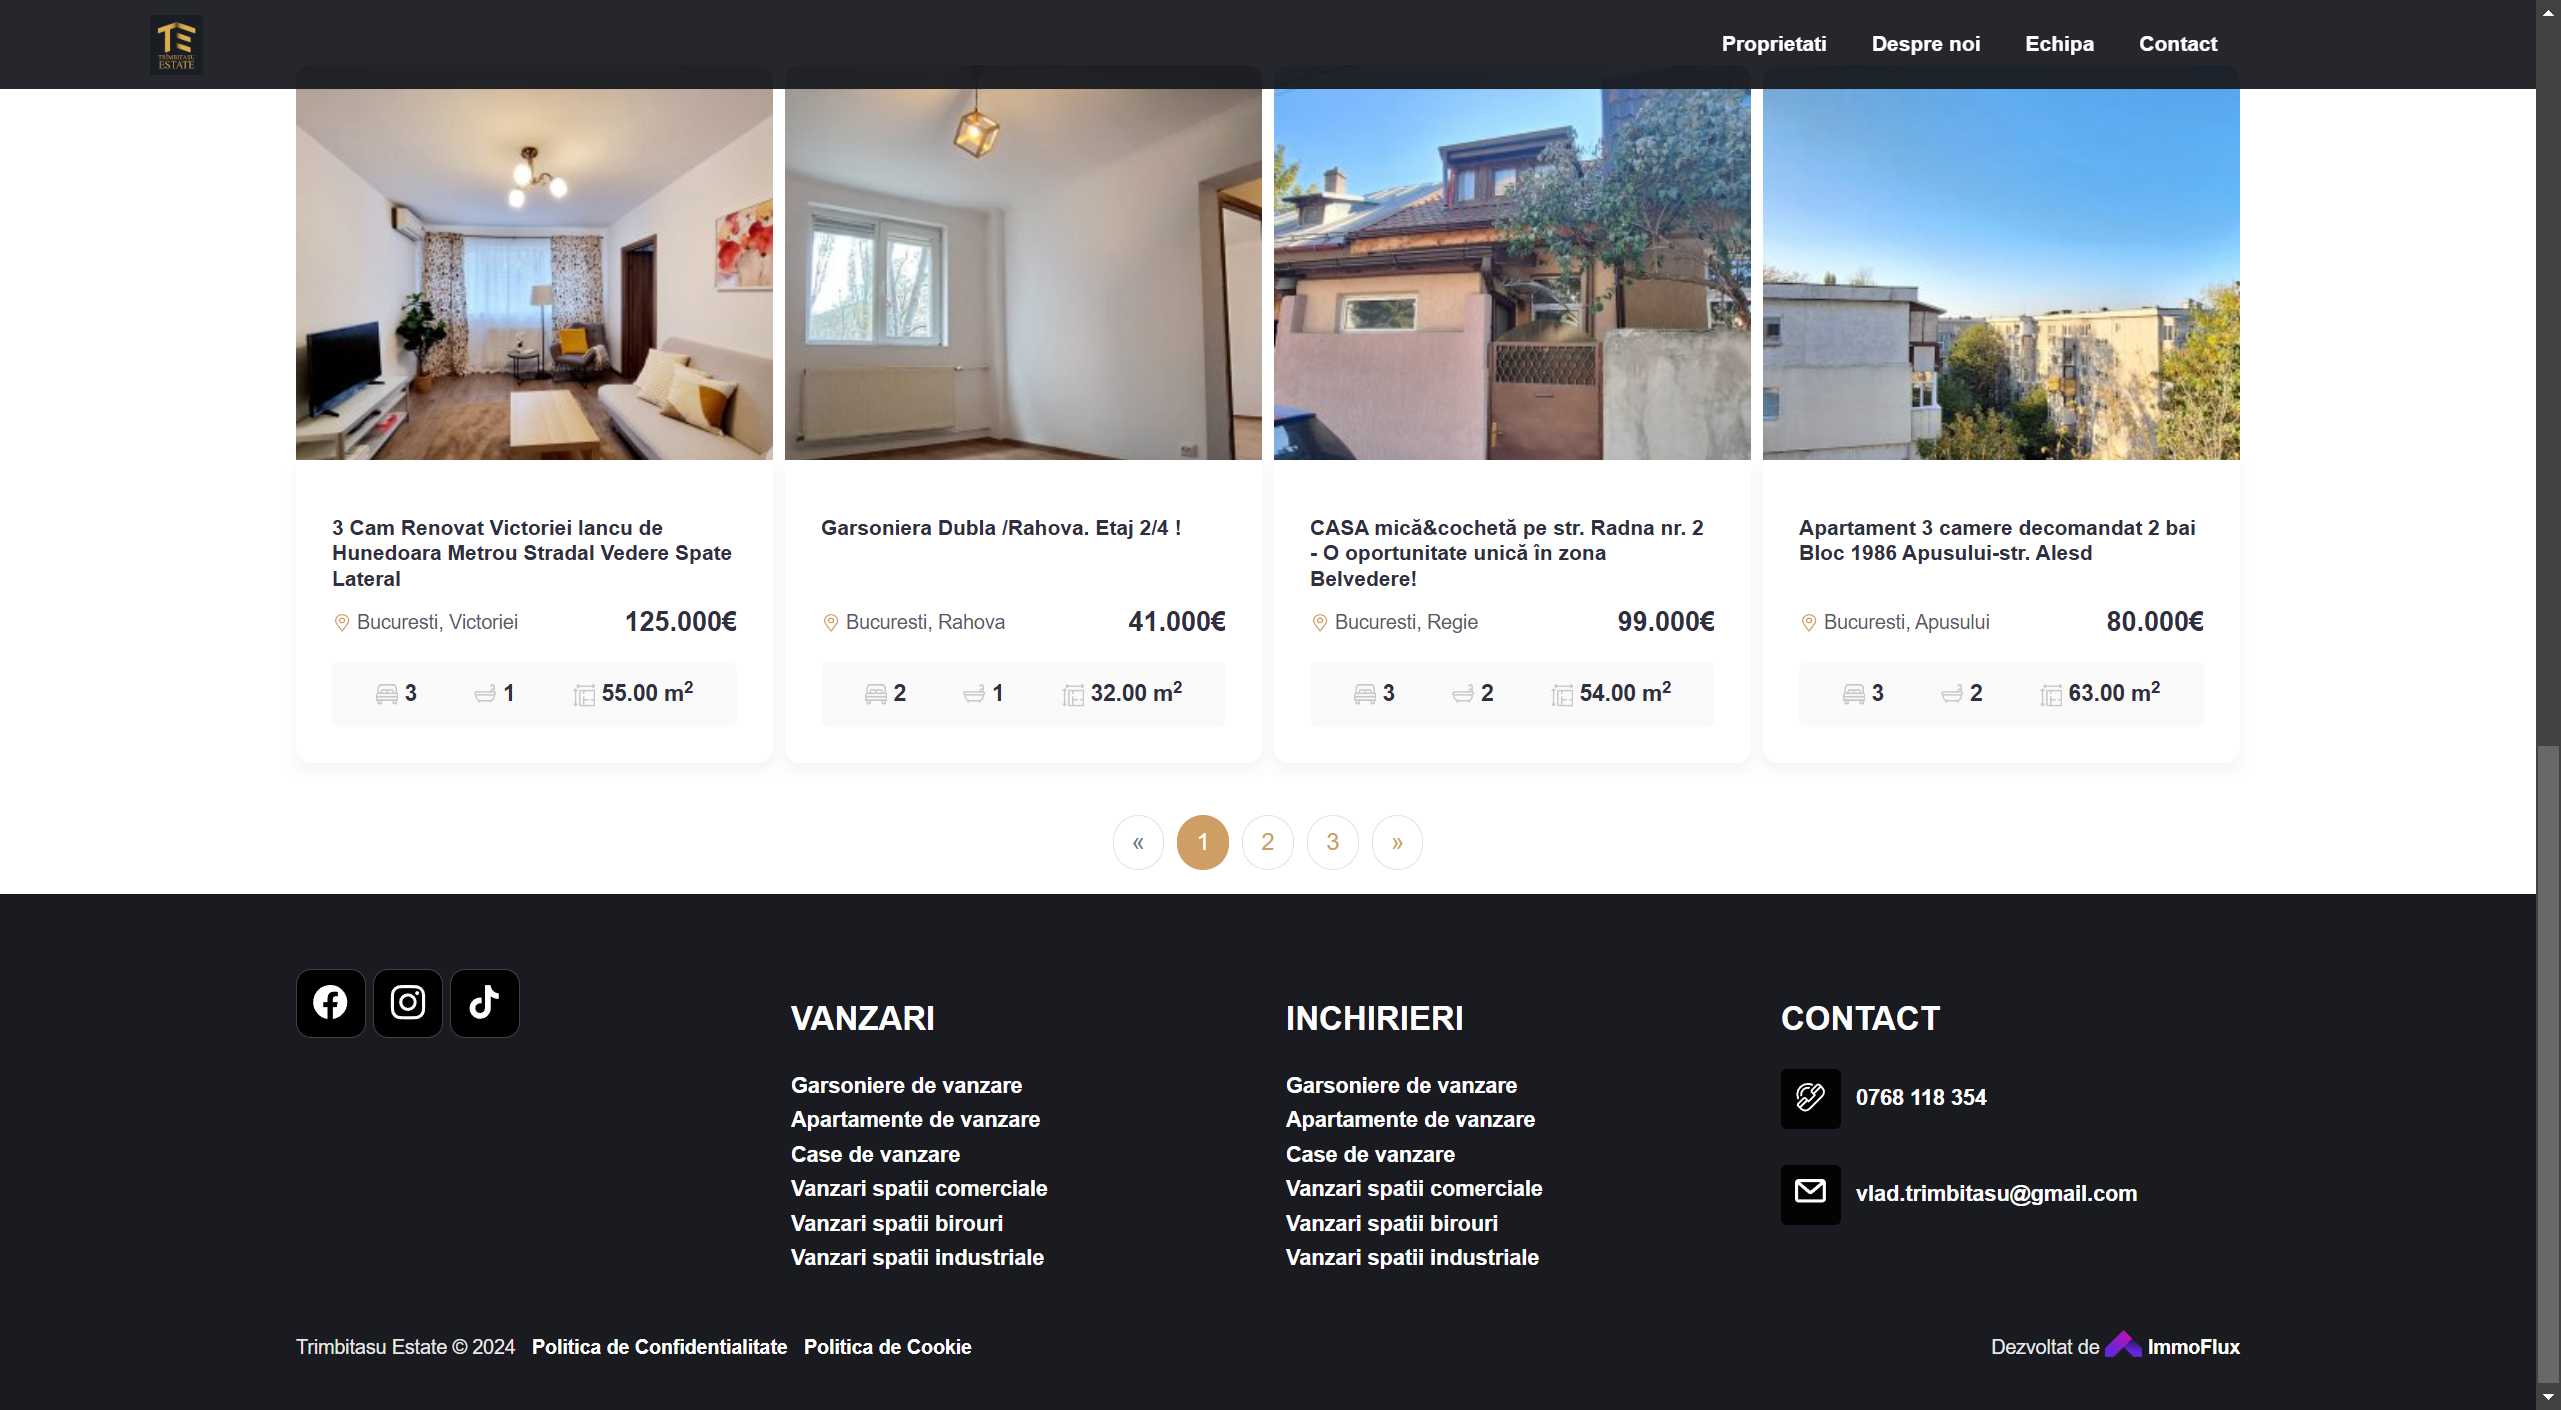 TRIMBITASU
ESTATE
Proprietati
Despre noi
Echipa
Contact
3 Cam Renovat Victoriei Iancu de
Hunedoara Metrou Stradal Vedere Spate
Lateral
Bucuresti, Victoriei
125.000€
3
1
55.00 m²
Garsoniera Dubla /Rahova. Etaj 2/4 !
Bucuresti, Rahova
41.000€
2
1
32.00 m²
CASA mică&cochetă pe str. Radna nr. 2
- O oportunitate unică în zona
Belvedere!
Bucuresti, Regie
99.000€
3
2
54.00 m²
Apartament 3 camere decomandat 2 bai
Bloc 1986 Apusului-str. Alesd
Bucuresti, Apusului
80.000€
3
2
63.00 m²
« 1 2 3 »
VANZARI
Garsoniere de vanzare
Apartamente de vanzare
Case de vanzare
Vanzari spatii comerciale
Vanzari spatii birouri
Vanzari spatii industriale
INCHIRIERI
Garsoniere de vanzare
Apartamente de vanzare
Case de vanzare
Vanzari spatii comerciale
Vanzari spatii birouri
Vanzari spatii industriale
CONTACT
0768 118 354
vlad.trimbitasu@gmail.com
Trimbitasu Estate © 2024 Politica de Confidentialitate Politica de Cookie
Dezvoltat de ImmoFlux